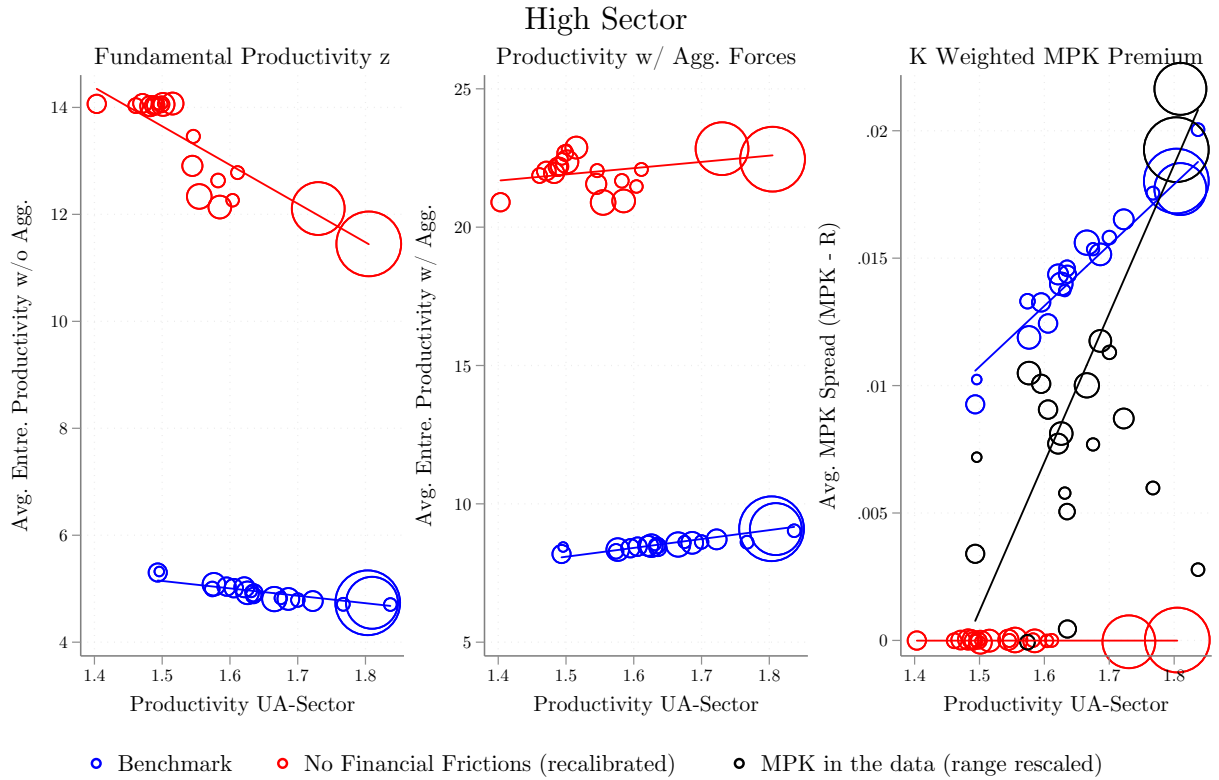 High Sector
Fundamental Productivity z
Avg. Entre. Productivity w/o Agg.
14
12
10
8
6
4
1.4 1.5 1.6 1.7 1.8
Productivity UA-Sector
Productivity w/ Agg. Forces
Avg. Entre. Productivity w/ Agg.
25
20
15
10
5
1.4 1.5 1.6 1.7 1.8
Productivity UA-Sector
K Weighted MPK Premium
Avg. MPK Spread (MPK - R)
.02
.015
.01
.005
0
1.4 1.5 1.6 1.7 1.8
Productivity UA-Sector
Benchmark No Financial Frictions (recalibrated) MPK in the data (range rescaled)